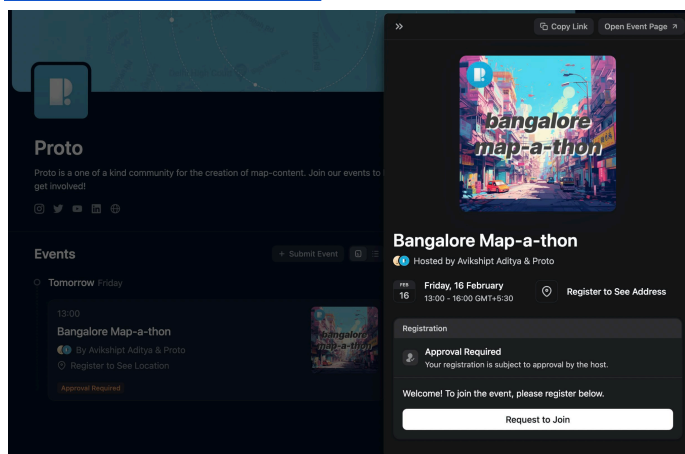 Proto
Proto is a one of a kind community for the creation of map-content. Join our events to
get involved!
Events
+ Submit Event
Tomorrow Friday
13:00
Bangalore Map-a-thon
By Avikshipt Aditya & Proto
Register to See Location
Approval Required
bangalore
map-a-thon
Copy Link
Open Event Page
bangalore
map-a-thon
Bangalore Map-a-thon
Hosted by Avikshipt Aditya & Proto
FEB
16
Friday, 16 February
13:00 - 16:00 GMT+5:30
Register to See Address
Registration
Approval Required
Your registration is subject to approval by the host.
Welcome! To join the event, please register below.
Request to Join